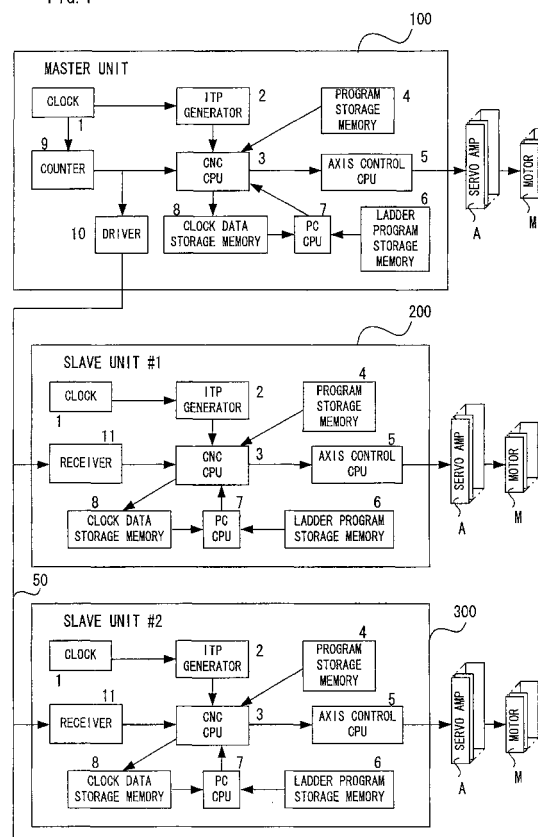 FIG. 1
100
MASTER UNIT
CLOCK
1
ITP
GENERATOR
2
PROGRAM
STORAGE
MEMORY
4
9
COUNTER
CNC
CPU
3
AXIS CONTROL
CPU
5
SERVO AMP
A
MOTOR
M
10
DRIVER
8
CLOCK DATA
STORAGE MEMORY
7
PC
CPU
6
LADDER
PROGRAM
STORAGE
MEMORY
200
SLAVE UNIT #1
CLOCK
1
ITP
GENERATOR
2
PROGRAM
STORAGE
MEMORY
4
11
RECEIVER
CNC
CPU
3
AXIS CONTROL
CPU
5
SERVO AMP
A
MOTOR
M
8
CLOCK DATA
STORAGE MEMORY
7
PC
CPU
6
LADDER PROGRAM
STORAGE MEMORY
50
300
SLAVE UNIT #2
CLOCK
1
ITP
GENERATOR
2
PROGRAM
STORAGE
MEMORY
4
11
RECEIVER
CNC
CPU
3
AXIS CONTROL
CPU
5
SERVO AMP
A
MOTOR
M
8
CLOCK DATA
STORAGE MEMORY
7
PC
CPU
6
LADDER PROGRAM
STORAGE MEMORY